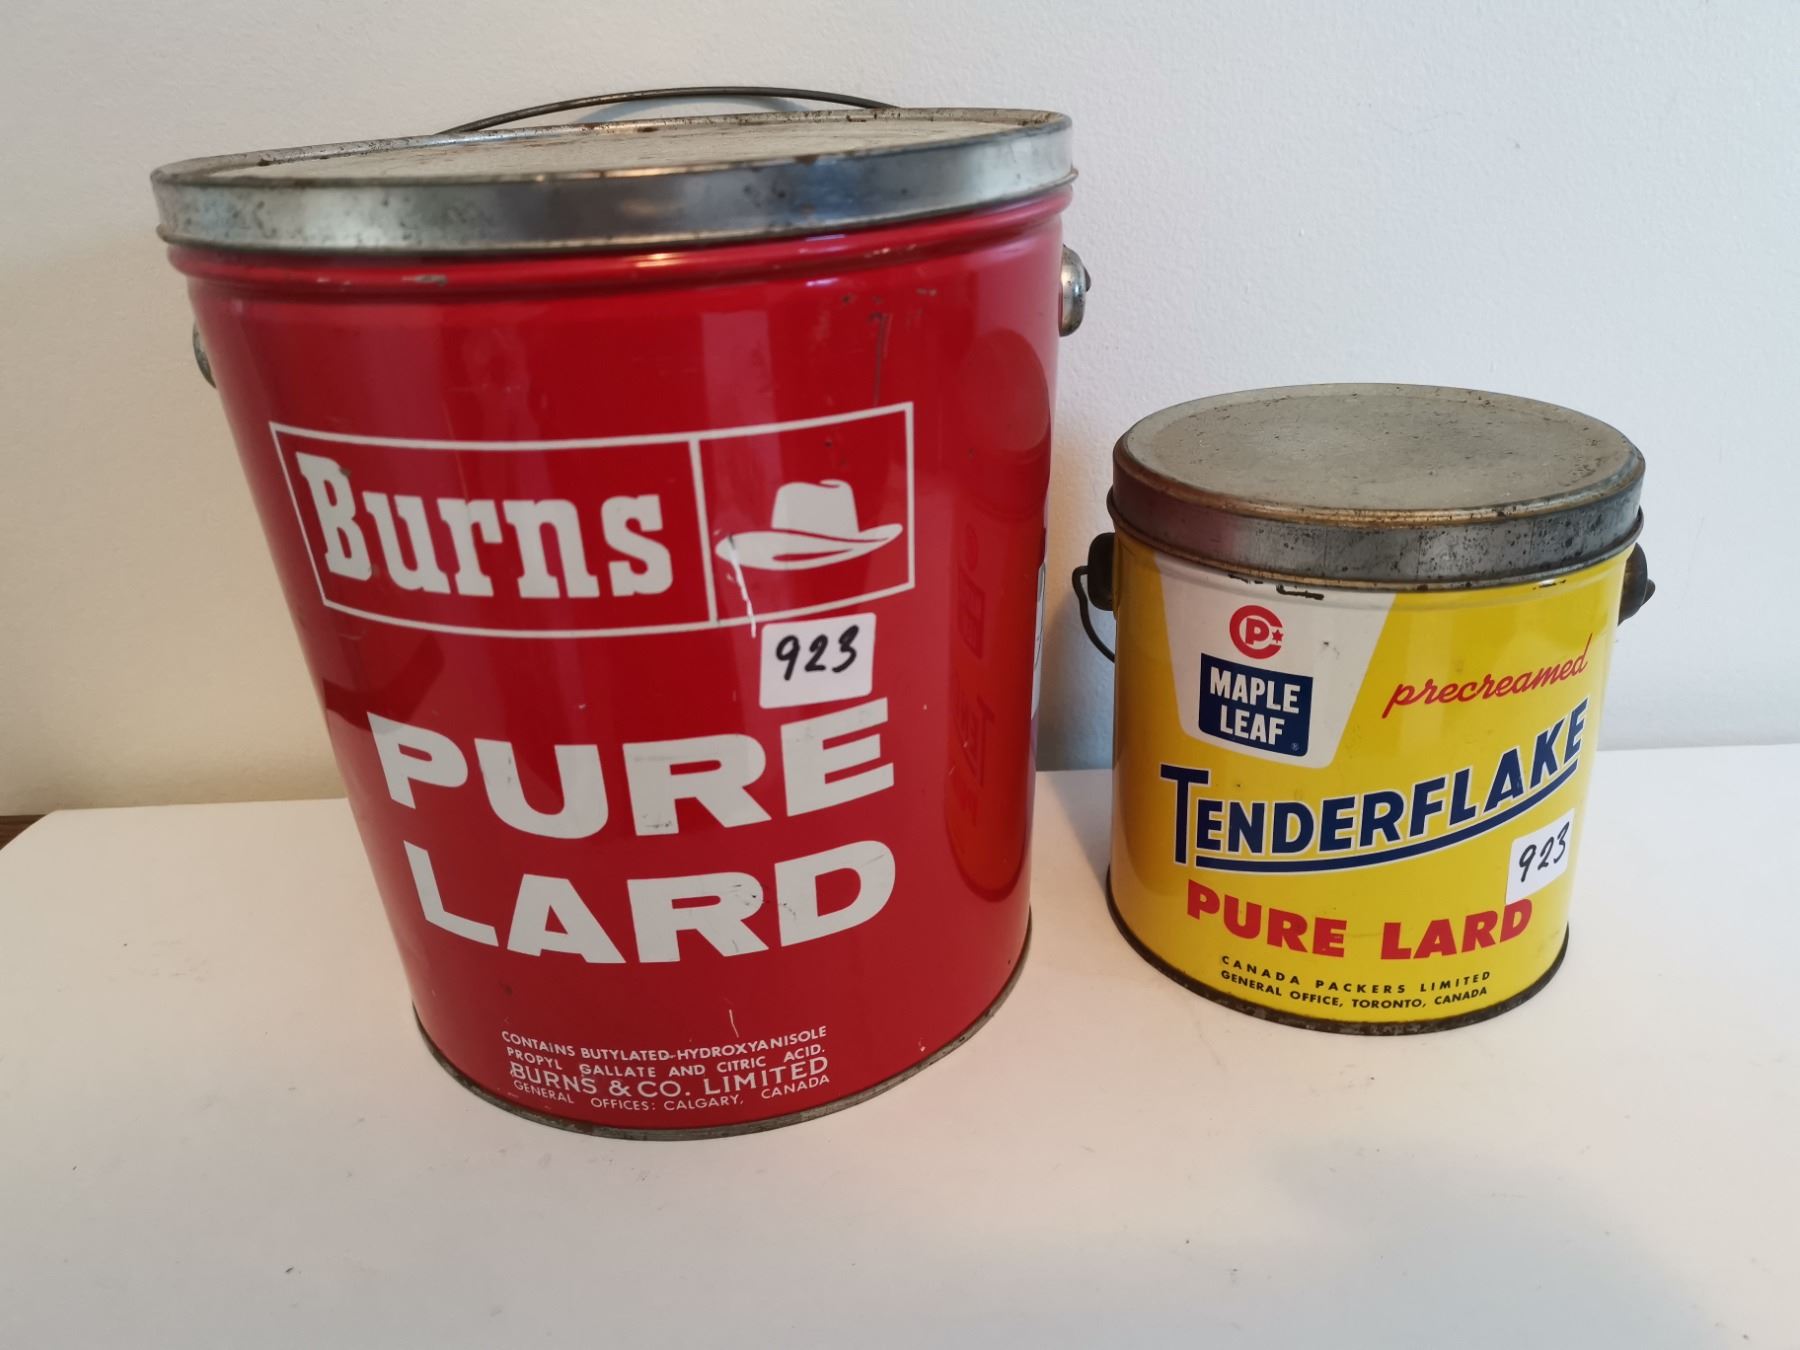 Burns
923
PURE
LARD
CONTAINS BUTYLATED-HYDROXYANISOLE
PROPYL GALLATE AND CITRIC ACID.
BURNS & CO. LIMITED
GENERAL OFFICES: CALGARY, CANADA
CP
MAPLE
LEAF
®
precreamed
TENDERFLAKE
923
PURE LARD
CANADA PACKERS LIMITED
GENERAL OFFICE, TORONTO, CANADA